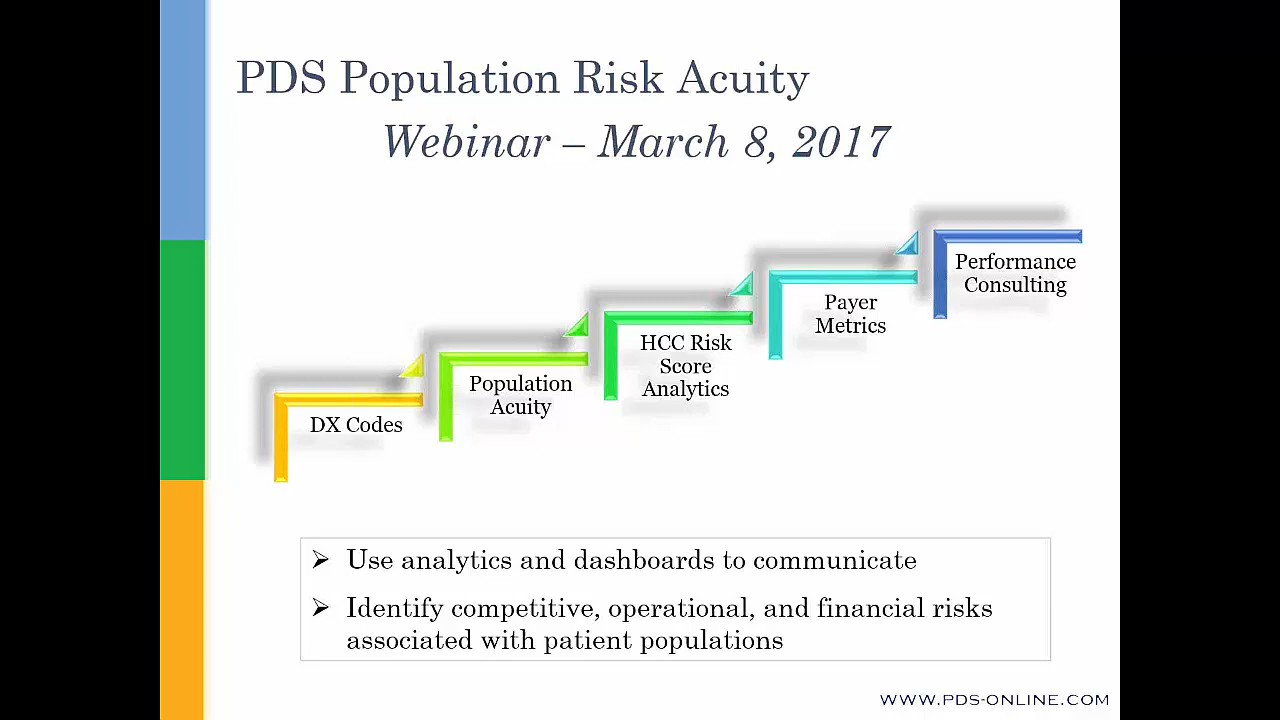 PDS Population Risk Acuity
Webinar – March 8, 2017
Performance
Consulting
Payer
Metrics
HCC Risk
Score
Analytics
Population
Acuity
DX Codes
➢ Use analytics and dashboards to communicate
➢ Identify competitive, operational, and financial risks
associated with patient populations
WWW.PDS-ONLINE.COM